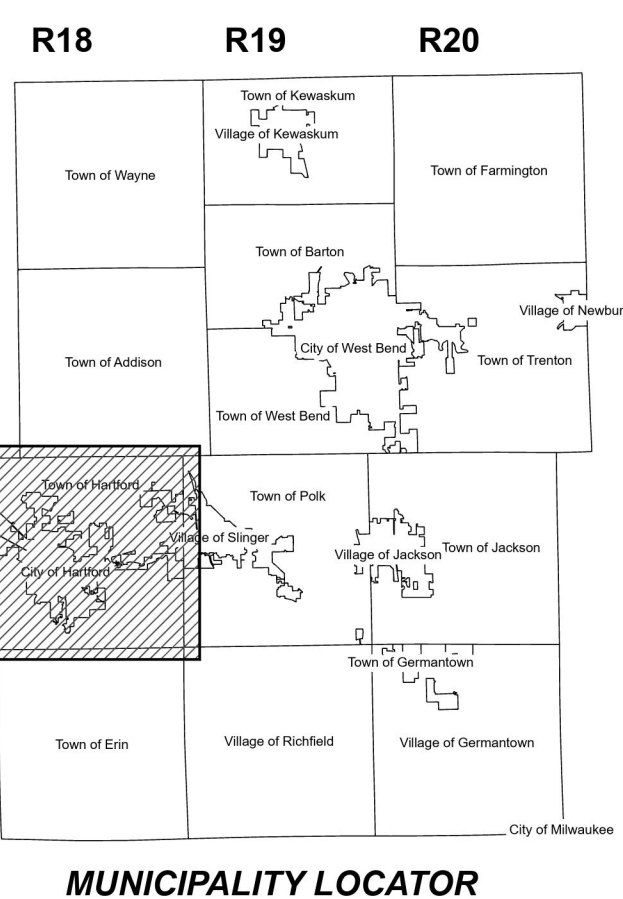 R18 R19 R20
Town of Kewaskum
Village of Kewaskum
Town of Wayne
Town of Farmington
Town of Barton
Village of Newbur
City of West Bend
Town of Addison
Town of Trenton
Town of West Bend
Town of Hartford
Town of Polk
Village of Slinger
Village of Jackson
Town of Jackson
City of Hartford
Town of Germantown
Town of Erin
Village of Richfield
Village of Germantown
City of Milwaukee
MUNICIPALITY LOCATOR